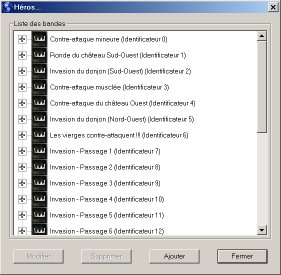 Héros...
Liste des bandes
Contre-attaque mineure (Identificateur 0)
Ronde du château Sud-Ouest (Identificateur 1)
Invasion du donjon (Sud-Ouest) (Identificateur 2)
Contre-attaque musclée (Identificateur 3)
Contre-attaque du château Ouest (Identificateur 4)
Invasion du donjon (Nord-Ouest) (Identificateur 5)
Les vierges contre-attaquent !!! (Identificateur 6)
Invasion - Passage 1 (Identificateur 7)
Invasion - Passage 2 (Identificateur 8)
Invasion - Passage 3 (Identificateur 9)
Invasion - Passage 4 (Identificateur 10)
Invasion - Passage 5 (Identificateur 11)
Invasion - Passage 6 (Identificateur 12)
Modifier Supprimer Ajouter Fermer